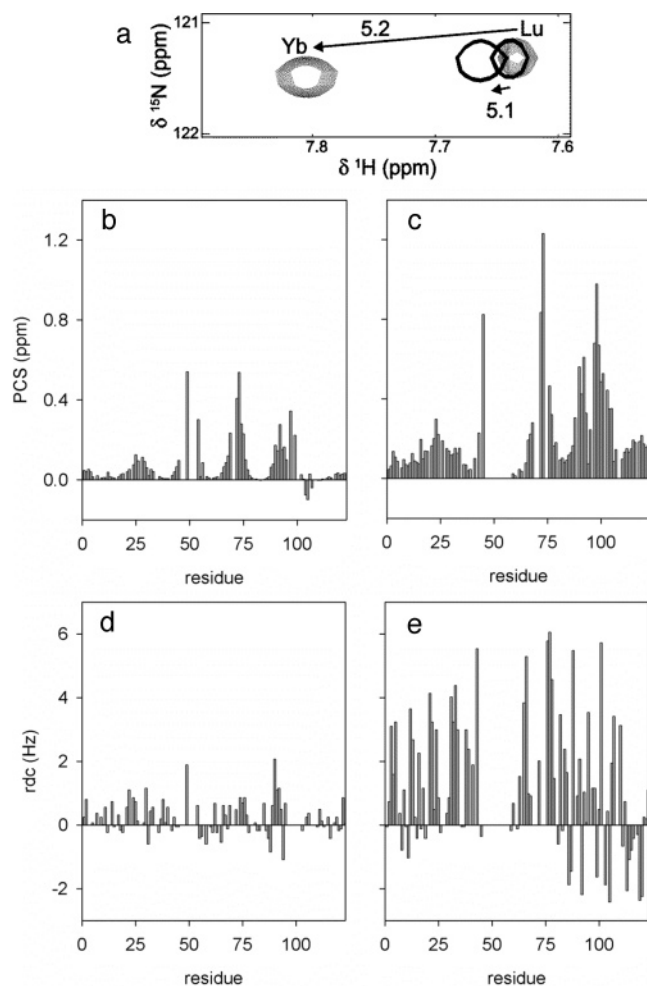 a
121
122
δ 15N (ppm)
Yb
5.2
Lu
5.1
7.8
7.7
7.6
δ 1H (ppm)
b
c
PCS (ppm)
1.2
0.8
0.4
0.0
0 25 50 75 100
0 25 50 75 100
residue
residue
d
e
rdc (Hz)
6
4
2
0
-2
0 25 50 75 100
0 25 50 75 100
residue
residue